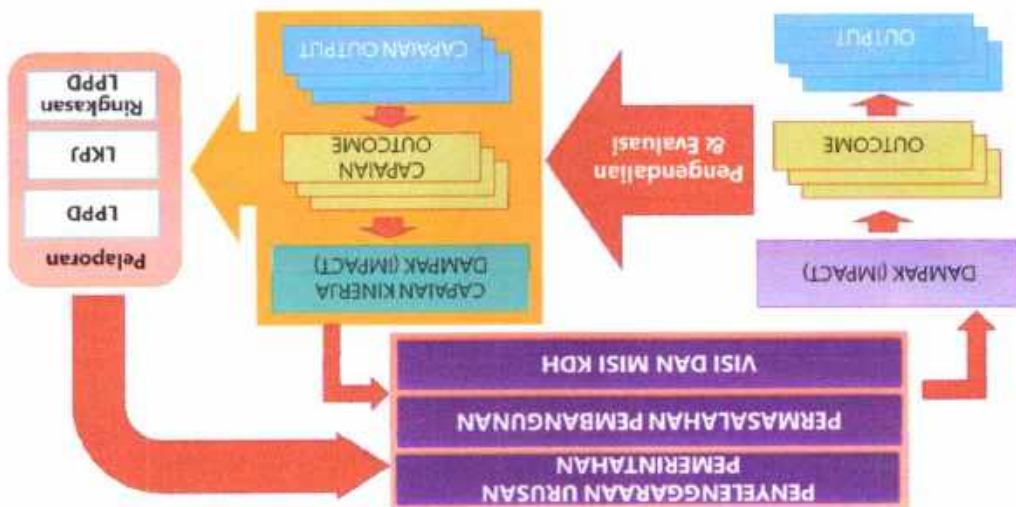 PENYELENGGARAAN URUSAN
PEMERINTAHAN
PERMASALAHAN PEMBANGUNAN
VISI DAN MISI KDH
DAMPAK (IMPACT)
OUTCOME
OUTPUT
Pengendalian
& Evaluasi
CAPAIAN KINERJA
DAMPAK (IMPACT)
CAPAIAN
OUTCOME
CAPAIAN OUTPUT
Pelaporan
LPPD
LKPJ
Ringkasan
LPPD